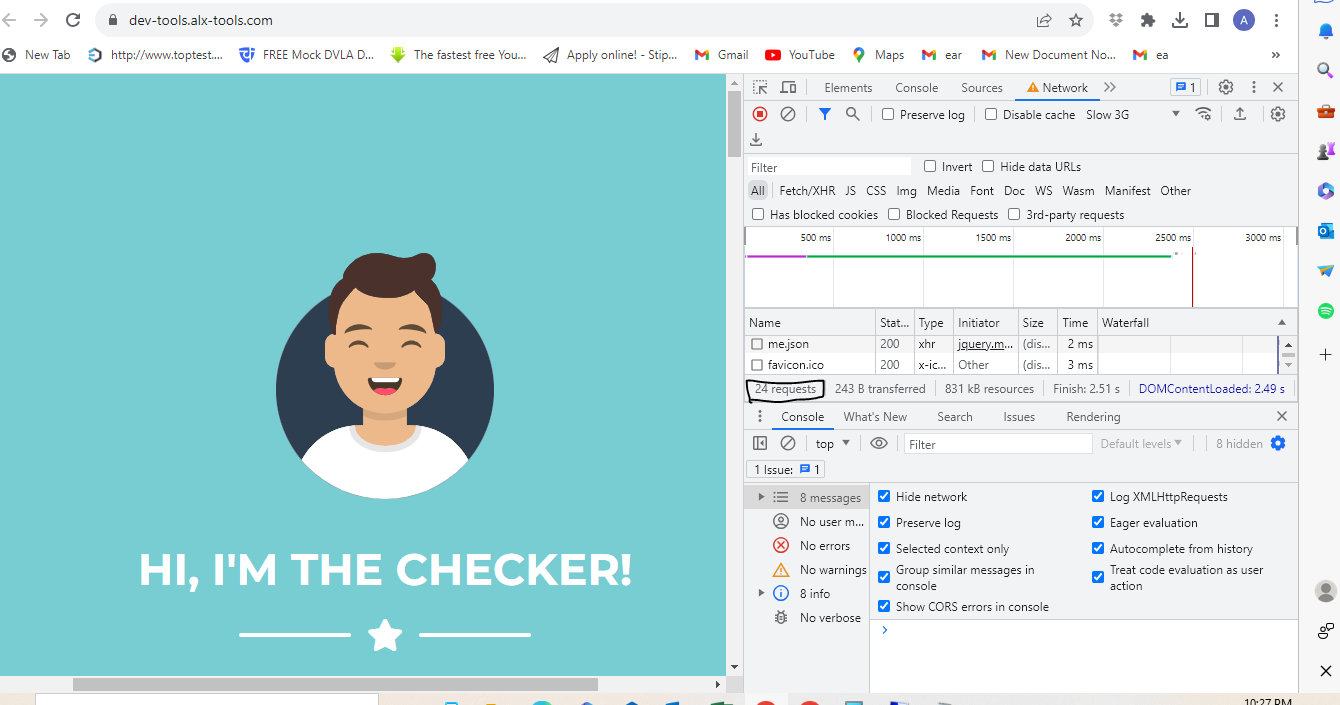 dev-tools.alx-tools.com
A
New Tab http://www.toptest.... FREE Mock DVLA D... The fastest free You... Apply online! - Stip... Gmail YouTube Maps ear New Document No... ea »
Elements Console Sources Network 1
Preserve log Disable cache Slow 3G
Filter Invert Hide data URLs
All Fetch/XHR JS CSS Img Media Font Doc WS Wasm Manifest Other
Has blocked cookies Blocked Requests 3rd-party requests
500 ms 1000 ms 1500 ms 2000 ms 2500 ms 3000 ms
Name Stat... Type Initiator Size Time Waterfall
me.json 200 xhr jquery.m... (dis... 2 ms
favicon.ico 200 x-ic... Other (dis... 3 ms
24 requests 243 B transferred 831 kB resources Finish: 2.51 s DOMContentLoaded: 2.49 s
Console What's New Search Issues Rendering
top Filter Default levels 8 hidden
1 Issue: 1
8 messages
No user m...
No errors
No warnings
8 info
No verbose
Hide network Log XMLHttpRequests
Preserve log Eager evaluation
Selected context only Autocomplete from history
Group similar messages in console Treat code evaluation as user action
Show CORS errors in console
HI, I'M THE CHECKER!
10:27 PM